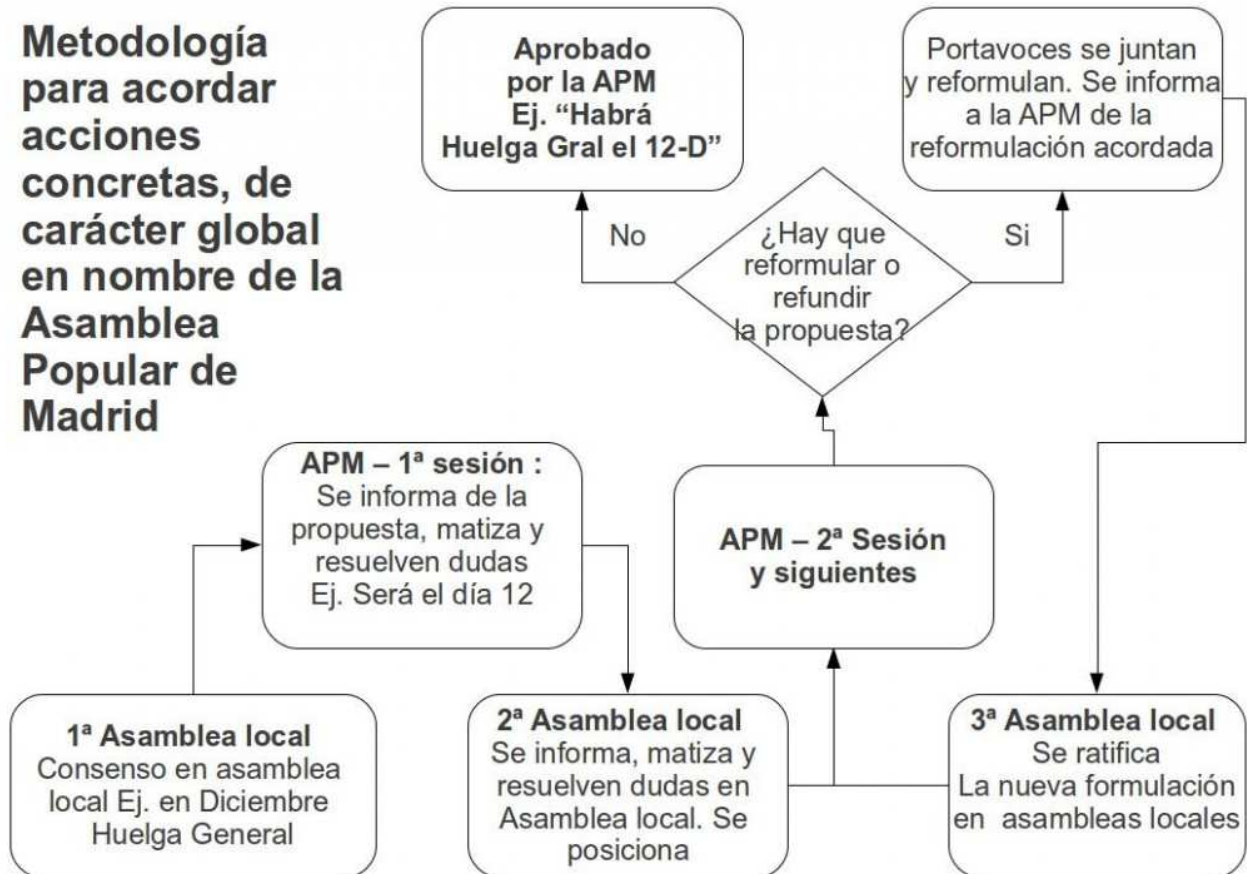 Metodología
para acordar
acciones
concretas, de
carácter global
en nombre de la
Asamblea
Popular de
Madrid
Aprobado
por la APM
Ej. “Habrá
Huelga Gral el 12-D”
Portavoces se juntan
y reformulan. Se informa
a la APM de la
reformulación acordada
No
¿Hay que
reformular o
refundir
la propuesta?
Si
APM – 1ª sesión :
Se informa de la
propuesta, matiza y
resuelven dudas
Ej. Será el día 12
APM – 2ª Sesión
y siguientes
1ª Asamblea local
Consenso en asamblea
local Ej. en Diciembre
Huelga General
2ª Asamblea local
Se informa, matiza y
resuelven dudas en
Asamblea local. Se
posiciona
3ª Asamblea local
Se ratifica
La nueva formulación
en asambleas locales